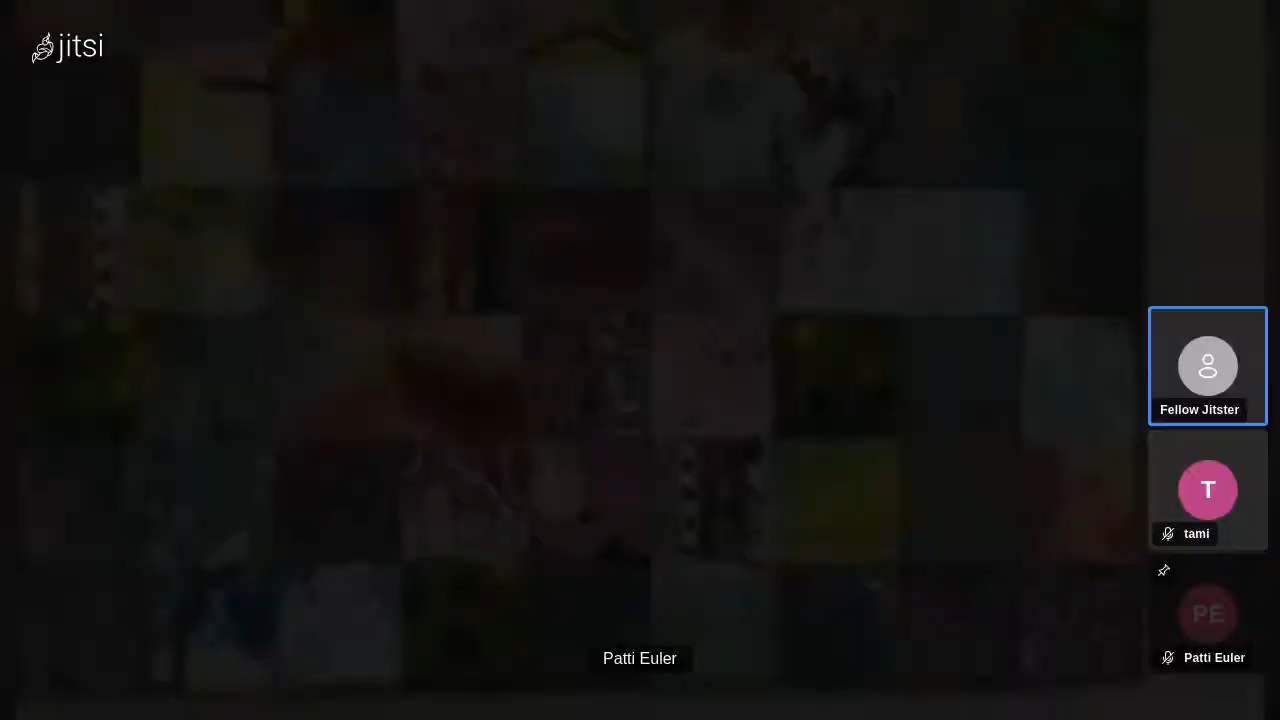 jitsi
Fellow Jitster
T
tami
PE
Patti Euler
Patti Euler